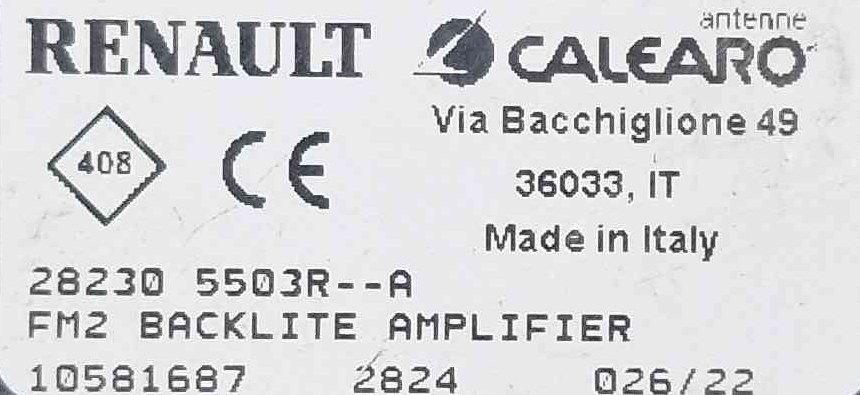 RENAULT
antenne
CALEARO
Via Bacchiglione 49
408
CE
36033, IT
Made in Italy
28230 5503R--A
FM2 BACKLITE AMPLIFIER
10581687 2824 026/22